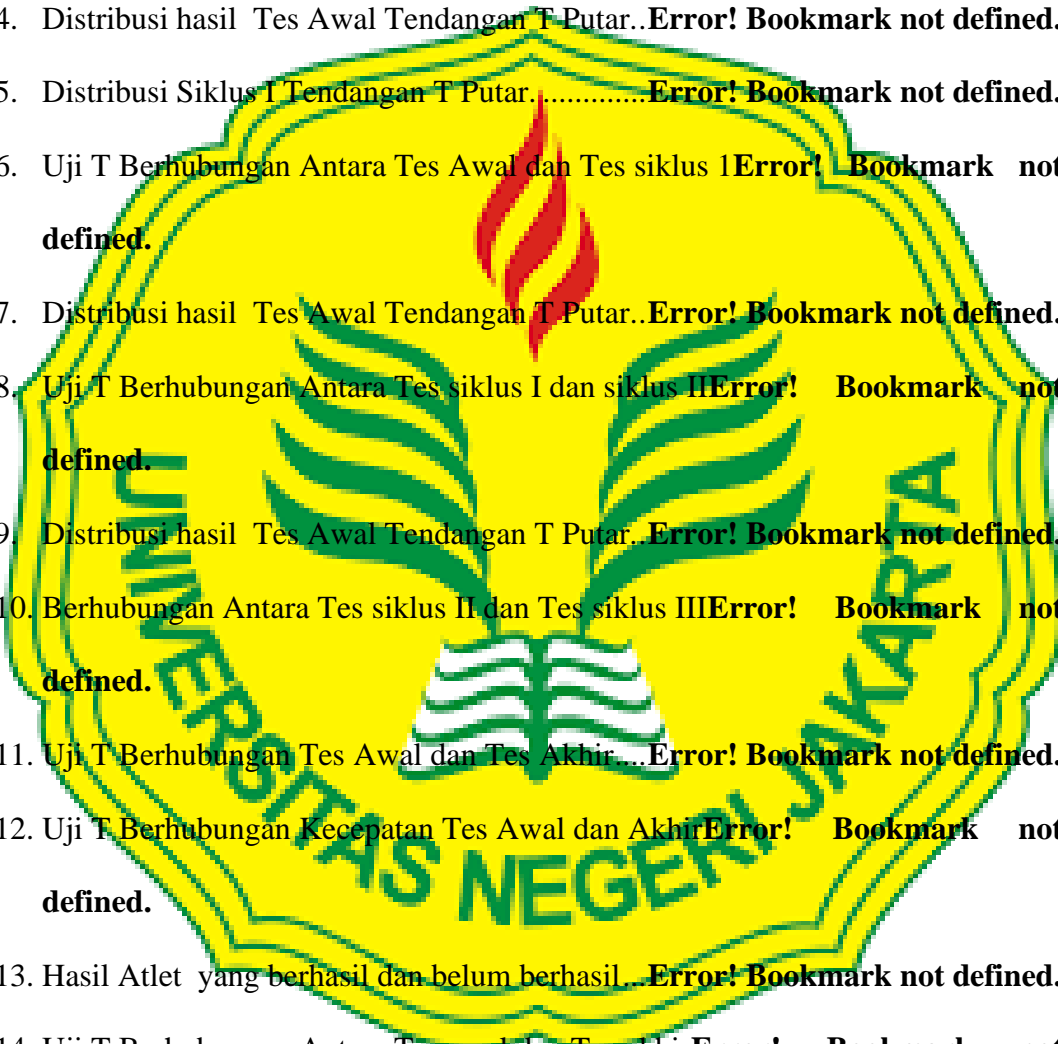 4. Distribusi hasil Tes Awal Tendangan T Putar..Error! Bookmark not defined.
5. Distribusi Siklus I Tendangan T Putar...............Error! Bookmark not defined.
6. Uji T Berhubungan Antara Tes Awal dan Tes siklus 1Error! Bookmark not
defined.
7. Distribusi hasil Tes Awal Tendangan T Putar..Error! Bookmark not defined.
8. Uji T Berhubungan Antara Tes siklus I dan siklus IIError! Bookmark not
defined.
9. Distribusi hasil Tes Awal Tendangan T Putar..Error! Bookmark not defined.
10. Berhubungan Antara Tes siklus II dan Tes siklus IIIError! Bookmark not
defined.
11. Uji T Berhubungan Tes Awal dan Tes Akhir....Error! Bookmark not defined.
12. Uji T Berhubungan Kecepatan Tes Awal dan AkhirError! Bookmark not
defined.
13. Hasil Atlet yang berhasil dan belum berhasil...Error! Bookmark not defined.
UNIVERSITAS NEGERI JAKARTA